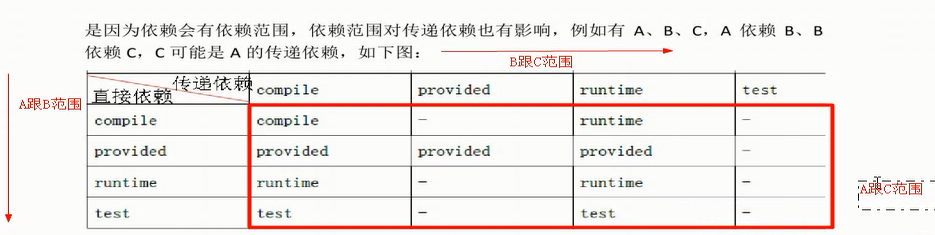 是因为依赖会有依赖范围，依赖范围对传递依赖也有影响，例如有 A、B、C，A 依赖 B、B
依赖 C，C 可能是 A 的传递依赖，如下图：
B跟C范围
传递依赖
直接依赖 compile provided runtime test
A跟B范围
compile compile – runtime –
provided provided provided provided –
runtime runtime – runtime –
A跟C范围
test test – test –